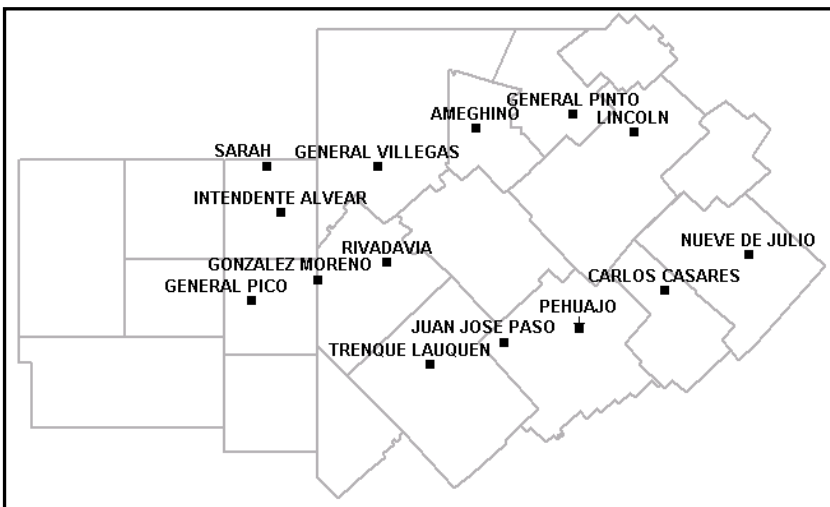 GENERAL PINTO
AMEGHINO
LINCOLN
SARAH
GENERAL VILLEGAS
INTENDENTE ALVEAR
NUEVE DE JULIO
RIVADAVIA
GONZALEZ MORENO
CARLOS CASARES
GENERAL PICO
PEHUAJO
JUAN JOSE PASO
TRENQUE LAUQUEN